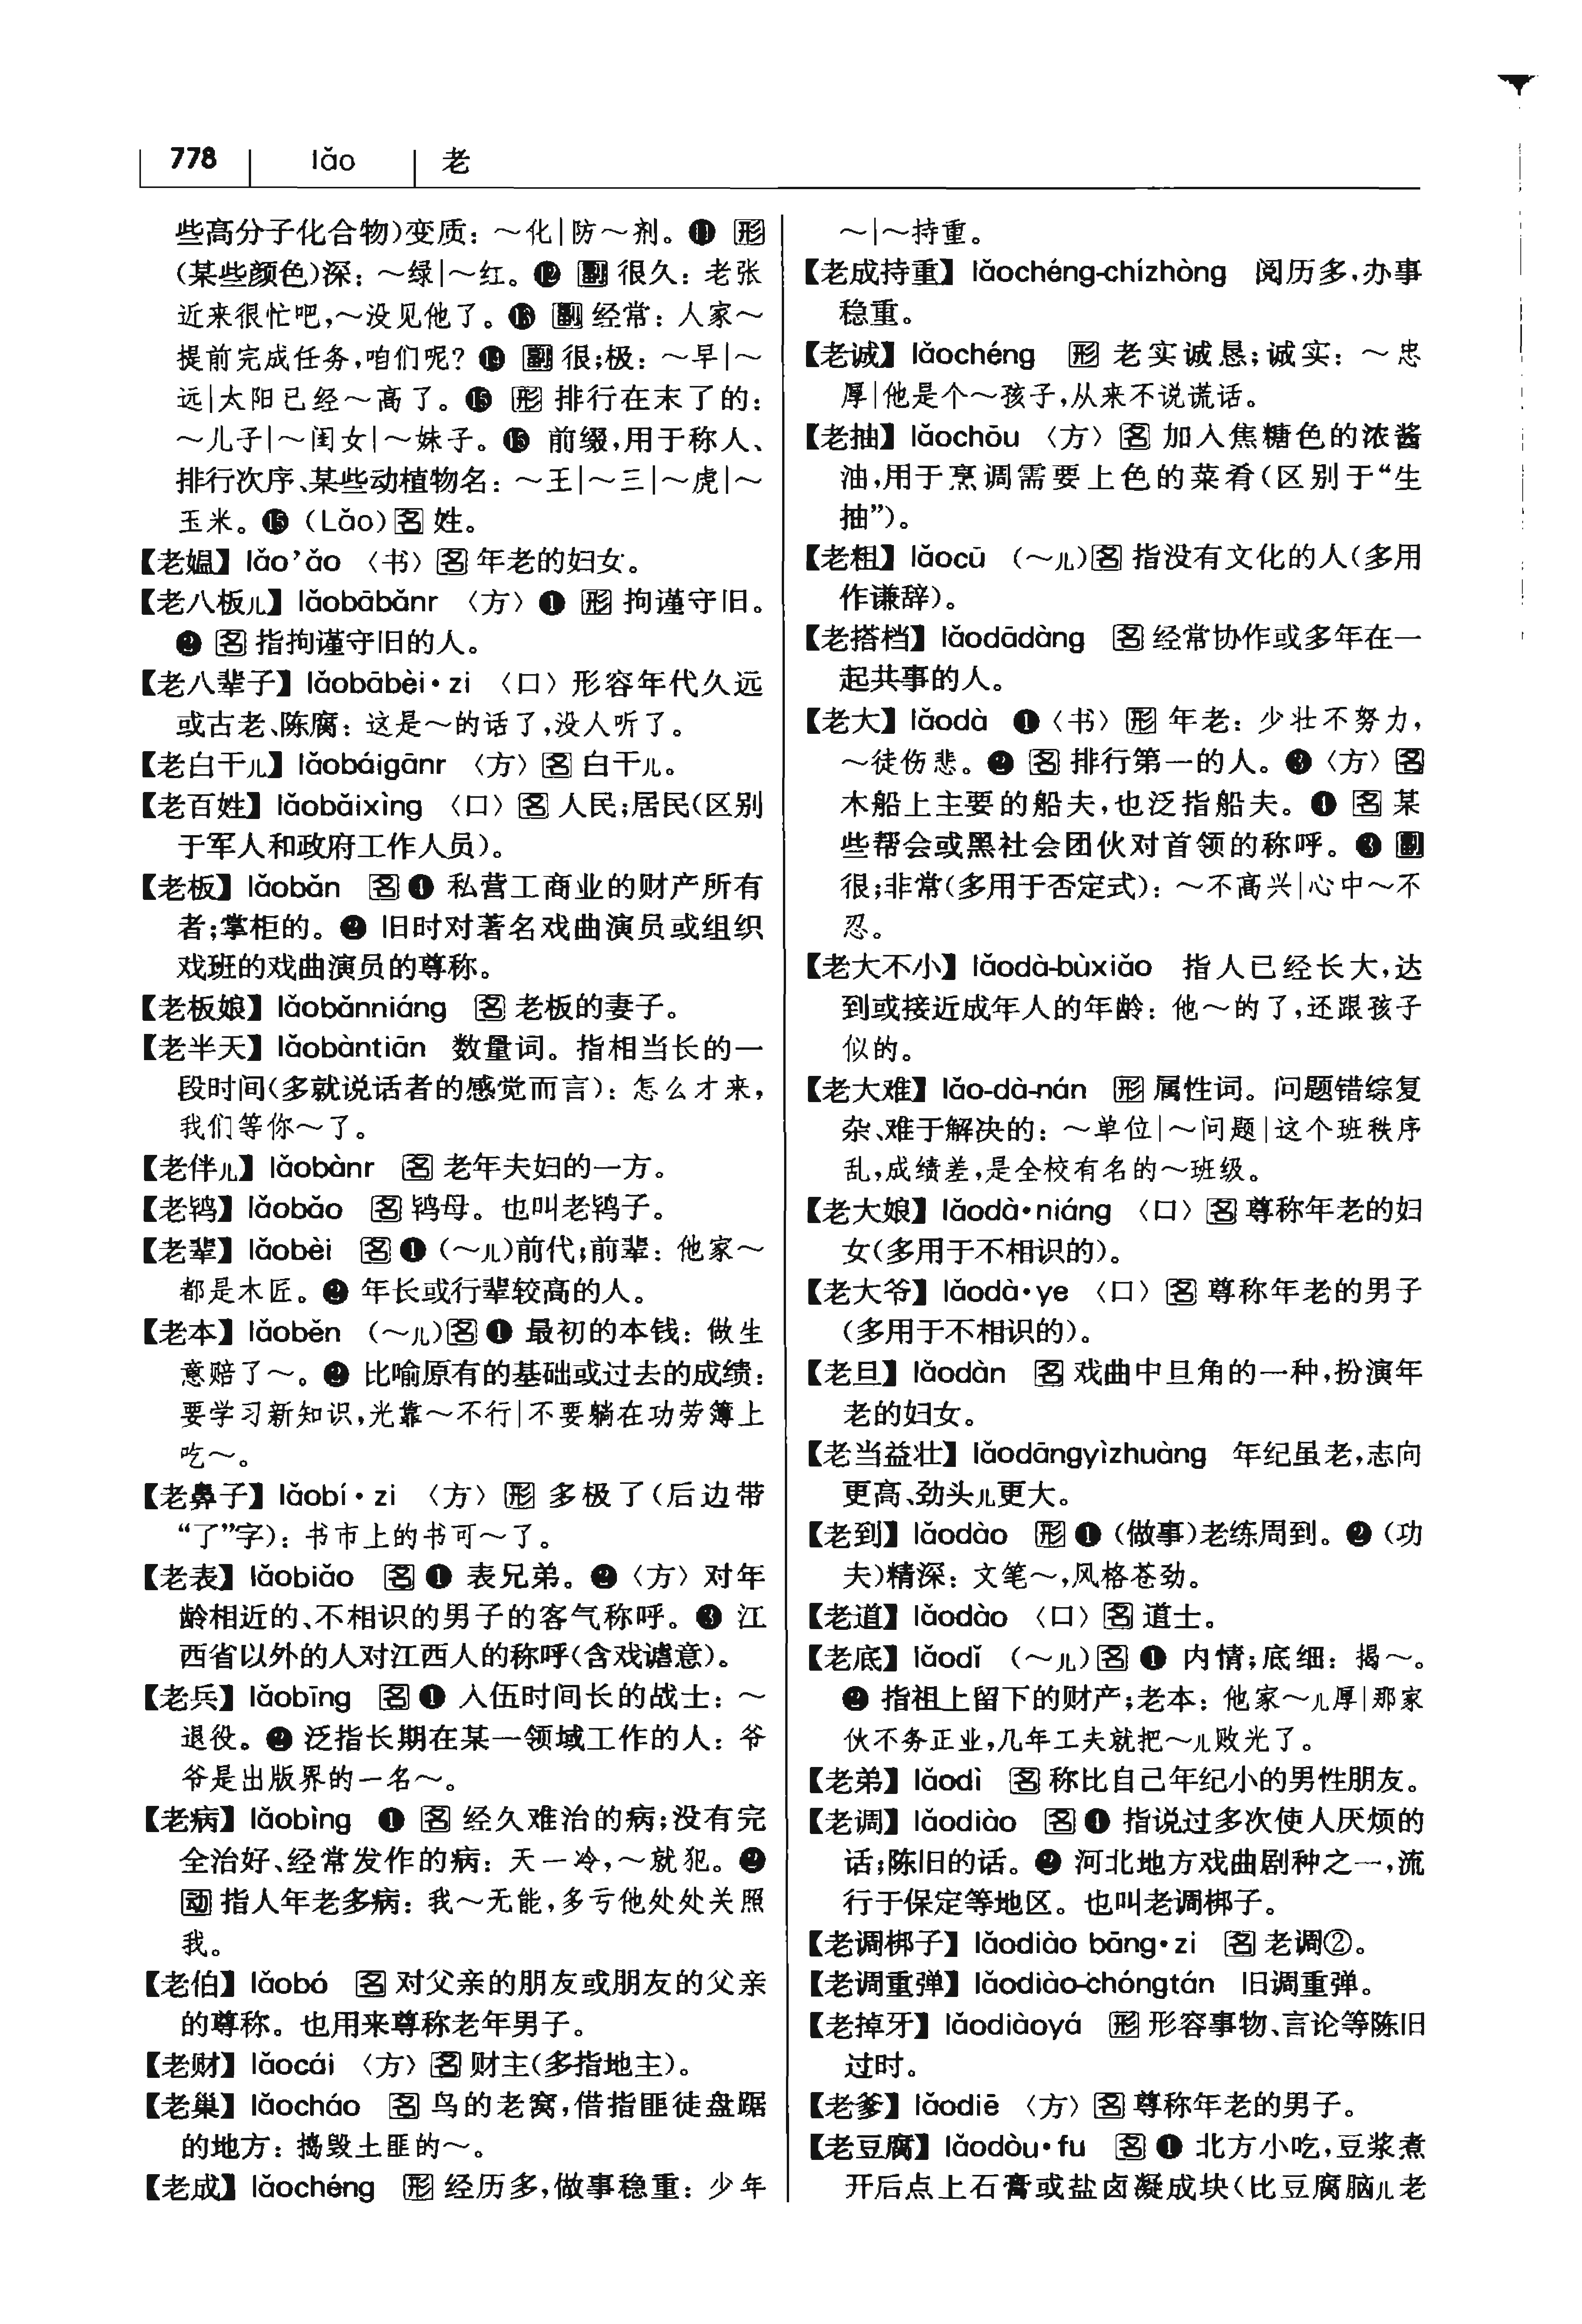 778 lǎo 老
些高分子化合物)变质：～化|防～剂。⓫ 形
(某些颜色)深：～绿|～红。⓬ 副 很久：老张
近来很忙吧，～没见他了。⓭ 副 经常：人家～
提前完成任务，咱们呢？⓮ 副 很；极：～早|～
远|太阳已经～高了。⓯ 形 排行在末了的：
～儿子|～闺女|～妹子。⓯ 前缀，用于称人、
排行次序、某些动植物名：～王|～三|～虎|～
玉米。⓯ (Lǎo) 名 姓。
【老媪】lǎo'ǎo 〈书〉名 年老的妇女。
【老八板儿】lǎobābǎnr 〈方〉❶ 形 拘谨守旧。
❷ 名 指拘谨守旧的人。
【老八辈子】lǎobābèi·zi 〈口〉形容年代久远
或古老、陈腐：这是～的话了，没人听了。
【老白干儿】lǎobáigānr 〈方〉名 白干儿。
【老百姓】lǎobǎixìng 〈口〉名 人民；居民(区别
于军人和政府工作人员)。
【老板】lǎobǎn 名 ❶ 私营工商业的财产所有
者；掌柜的。❷ 旧时对著名戏曲演员或组织
戏班的戏曲演员的尊称。
【老板娘】lǎobǎnniáng 名 老板的妻子。
【老半天】lǎobàntiān 数量词。指相当长的一
段时间(多就说话者的感觉而言)：怎么才来，
我们等你～了。
【老伴儿】lǎobànr 名 老年夫妇的一方。
【老鸨】lǎobǎo 名 鸨母。也叫老鸨子。
【老辈】lǎobèi 名 ❶ (～儿)前代；前辈：他家～
都是木匠。❷ 年长或行辈较高的人。
【老本】lǎoběn (～儿) 名 ❶ 最初的本钱：做生
意赔了～。❷ 比喻原有的基础或过去的成绩：
要学习新知识，光靠～不行|不要躺在功劳簿上
吃～。
【老鼻子】lǎobí·zi 〈方〉形 多极了(后边带
“了”字)：书市上的书可～了。
【老表】lǎobiǎo 名 ❶ 表兄弟。❷〈方〉对年
龄相近的、不相识的男子的客气称呼。❸ 江
西省以外的人对江西人的称呼(含戏谑意)。
【老兵】lǎobīng 名 ❶ 入伍时间长的战士：～
退役。❷ 泛指长期在某一领域工作的人：爷
爷是出版界的一名～。
【老病】lǎobìng ❶ 名 经久难治的病；没有完
全治好、经常发作的病：天一冷，～就犯。❷
动 指人年老多病：我～无能，多亏他处处关照
我。
【老伯】lǎobó 名 对父亲的朋友或朋友的父亲
的尊称。也用来尊称老年男子。
【老财】lǎocái 〈方〉名 财主(多指地主)。
【老巢】lǎocháo 名 鸟的老窝，借指匪徒盘踞
的地方：捣毁土匪的～。
【老成】lǎochéng 形 经历多，做事稳重：少年
～|～持重。
【老成持重】lǎochéng-chízhòng 阅历多，办事
稳重。
【老诚】lǎochéng 形 老实诚恳；诚实：～忠
厚|他是个～孩子，从来不说谎话。
【老抽】lǎochōu 〈方〉名 加入焦糖色的浓酱
油，用于烹调需要上色的菜肴(区别于“生
抽”)。
【老粗】lǎocū (～儿) 名 指没有文化的人(多用
作谦辞)。
【老搭档】lǎodādàng 名 经常协作或多年在一
起共事的人。
【老大】lǎodà ❶〈书〉形 年老：少壮不努力，
～徒伤悲。❷ 名 排行第一的人。❸〈方〉名
木船上主要的船夫，也泛指船夫。❹ 名 某
些帮会或黑社会团伙对首领的称呼。❸ 副
很；非常(多用于否定式)：～不高兴|心中～不
忍。
【老大不小】lǎodà-bùxiǎo 指人已经长大，达
到或接近成年人的年龄：他～的了，还跟孩子
似的。
【老大难】lǎo-dà-nán 形 属性词。问题错综复
杂、难于解决的：～单位|～问题|这个班秩序
乱，成绩差，是全校有名的～班级。
【老大娘】lǎodà·niáng 〈口〉名 尊称年老的妇
女(多用于不相识的)。
【老大爷】lǎodà·ye 〈口〉名 尊称年老的男子
(多用于不相识的)。
【老旦】lǎodàn 名 戏曲中旦角的一种，扮演年
老的妇女。
【老当益壮】lǎodāngyìzhuàng 年纪虽老，志向
更高、劲头儿更大。
【老到】lǎodào 形 ❶ (做事)老练周到。❷ (功
夫)精深：文笔～，风格苍劲。
【老道】lǎodào 〈口〉名 道士。
【老底】lǎodǐ (～儿) 名 ❶ 内情；底细：揭～。
❷ 指祖上留下的财产；老本：他家～儿厚|那家
伙不务正业，几年工夫就把～儿败光了。
【老弟】lǎodì 名 称比自己年纪小的男性朋友。
【老调】lǎodiào 名 ❶ 指说过多次使人厌烦的
话；陈旧的话。❷ 河北地方戏曲剧种之一，流
行于保定等地区。也叫老调梆子。
【老调梆子】lǎodiào bāng·zi 名 老调②。
【老调重弹】lǎodiào-chóngtán 旧调重弹。
【老掉牙】lǎodiàoyá 形 形容事物、言论等陈旧
过时。
【老爹】lǎodiē 〈方〉名 尊称年老的男子。
【老豆腐】lǎodòu·fu 名 ❶ 北方小吃，豆浆煮
开后点上石膏或盐卤凝成块(比豆腐脑儿老